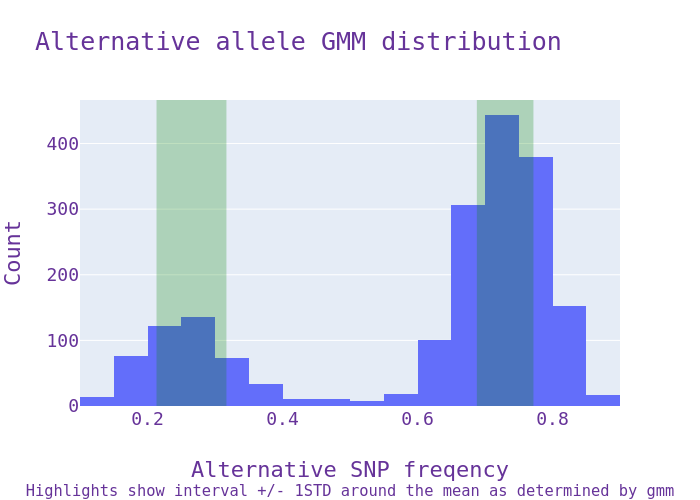 Alternative allele GMM distribution
Count
400
300
200
100
0
0.2 0.4 0.6 0.8
Alternative SNP freqency
Highlights show interval +/- 1STD around the mean as determined by gmm